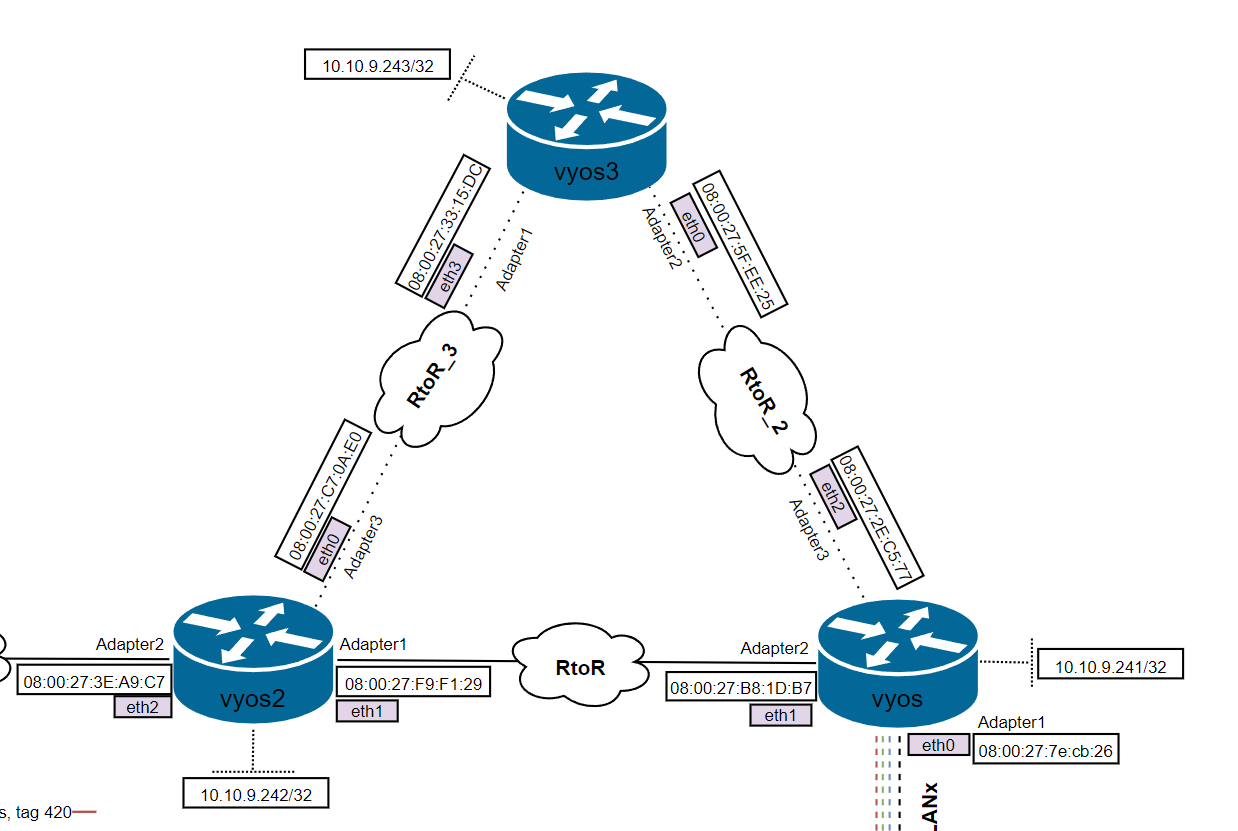 10.10.9.243/32
vyos3
08:00:27:33:15:DC
eth3
Adapter1
Adapter2
eth0
08:00:27:5F:EE:25
RtoR_3
RtoR_2
08:00:27:C7:0A:E0
eth0
Adapter3
eth2
08:00:27:2E:C5:77
Adapter3
Adapter2
08:00:27:3E:A9:C7
eth2
vyos2
Adapter1
08:00:27:F9:F1:29
eth1
RtoR
Adapter2
08:00:27:B8:1D:B7
eth1
vyos
10.10.9.241/32
Adapter1
eth0
08:00:27:7e:cb:26
10.10.9.242/32
s, tag 420
ANx